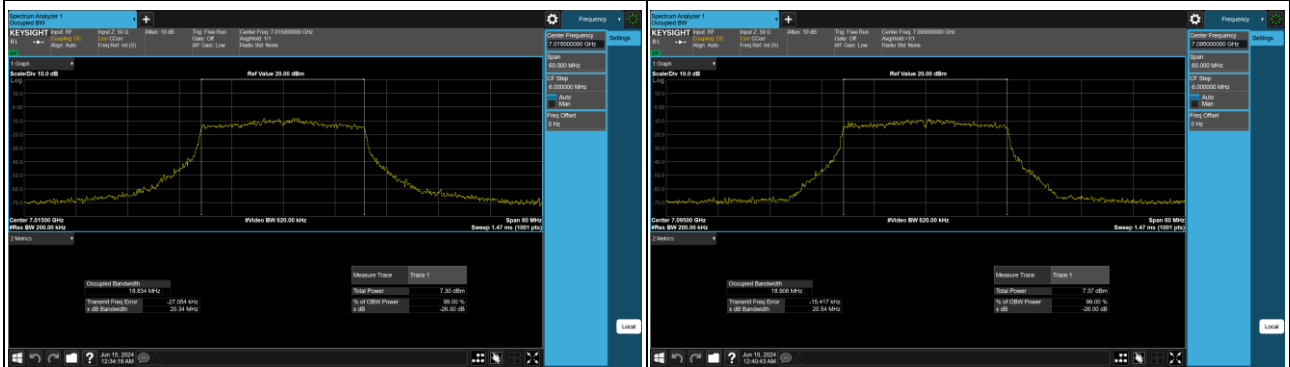 Spectrum Analyzer 1
Occupied BW
+
Frequency
KEYSIGHT
Input: RF
Coupling: DC
Align: Auto
Input Z: 50 Ω
Corr CCorr
Freq Ref: Int (S)
Atten: 10 dB
Trig: Free Run
Gate: Off
#IF Gain: Low
Center Freq: 7.015000000 GHz
Avg|Hold: 1/1
Radio Std: None
Center Frequency
7.015000000 GHz
Settings
Span
60.000 MHz
CF Step
6.000000 MHz
Auto
Man
Freq Offset
0 Hz
1 Graph
Scale/Div 10.0 dB
Ref Value 20.00 dBm
Log
Center 7.01500 GHz
#Video BW 620.00 kHz
Span 60 MHz
#Res BW 200.00 kHz
Sweep 1.47 ms (1001 pts)
2 Metrics
Measure Trace
Trace 1
Occupied Bandwidth
18.834 MHz
Total Power
7.30 dBm
Transmit Freq Error
-27.054 kHz
% of OBW Power
99.00 %
x dB Bandwidth
20.34 MHz
x dB
-26.00 dB
Local
Jun 15, 2024
12:34:18 AM
Spectrum Analyzer 1
Occupied BW
+
Frequency
KEYSIGHT
Input: RF
Coupling: DC
Align: Auto
Input Z: 50 Ω
Corr CCorr
Freq Ref: Int (S)
Atten: 10 dB
Trig: Free Run
Gate: Off
#IF Gain: Low
Center Freq: 7.095000000 GHz
Avg|Hold: 1/1
Radio Std: None
Center Frequency
7.095000000 GHz
Settings
Span
60.000 MHz
CF Step
6.000000 MHz
Auto
Man
Freq Offset
0 Hz
1 Graph
Scale/Div 10.0 dB
Ref Value 20.00 dBm
Log
Center 7.09500 GHz
#Video BW 620.00 kHz
Span 60 MHz
#Res BW 200.00 kHz
Sweep 1.47 ms (1001 pts)
2 Metrics
Measure Trace
Trace 1
Occupied Bandwidth
18.908 MHz
Total Power
7.37 dBm
Transmit Freq Error
-15.417 kHz
% of OBW Power
99.00 %
x dB Bandwidth
20.54 MHz
x dB
-26.00 dB
Local
Jun 15, 2024
12:40:43 AM